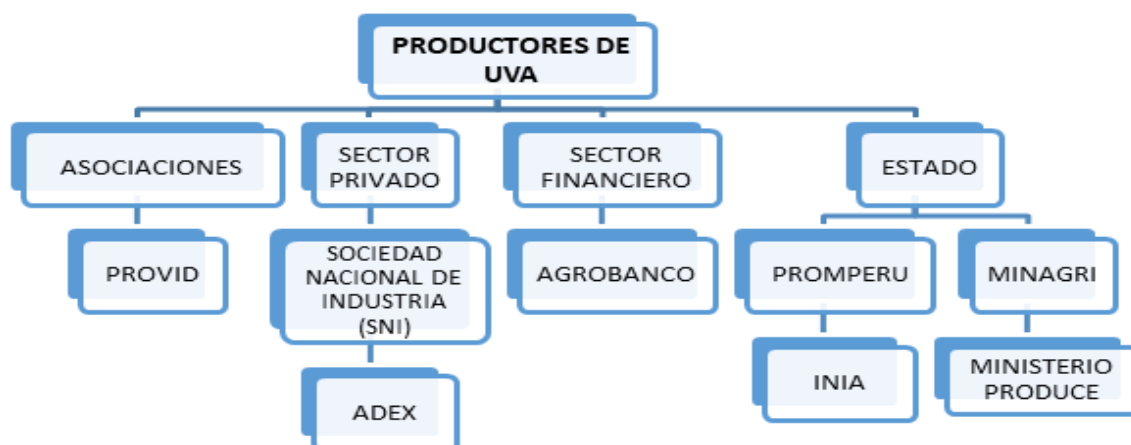 PRODUCTORES DE
UVA
ASOCIACIONES
SECTOR
PRIVADO
SECTOR
FINANCIERO
ESTADO
PROVID
SOCIEDAD
NACIONAL DE
INDUSTRIA
(SNI)
AGROBANCO
PROMPERU
MINAGRI
ADEX
INIA
MINISTERIO
PRODUCE